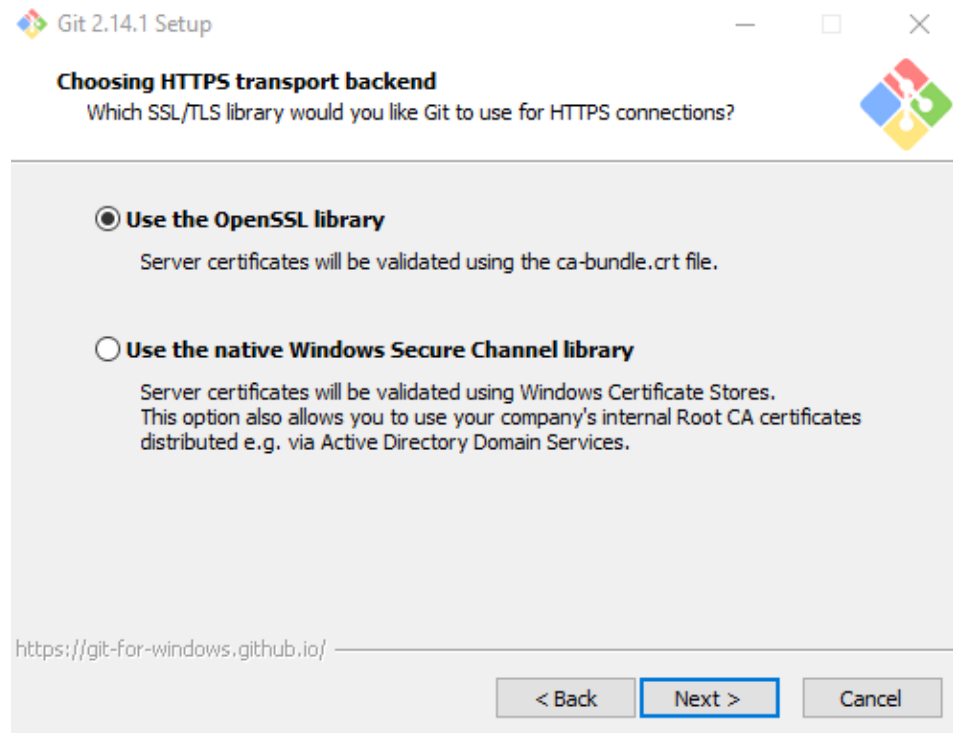 Git 2.14.1 Setup
Choosing HTTPS transport backend
Which SSL/TLS library would you like Git to use for HTTPS connections?
Use the OpenSSL library
Server certificates will be validated using the ca-bundle.crt file.
Use the native Windows Secure Channel library
Server certificates will be validated using Windows Certificate Stores.
This option also allows you to use your company's internal Root CA certificates
distributed e.g. via Active Directory Domain Services.
https://git-for-windows.github.io/
< Back Next > Cancel